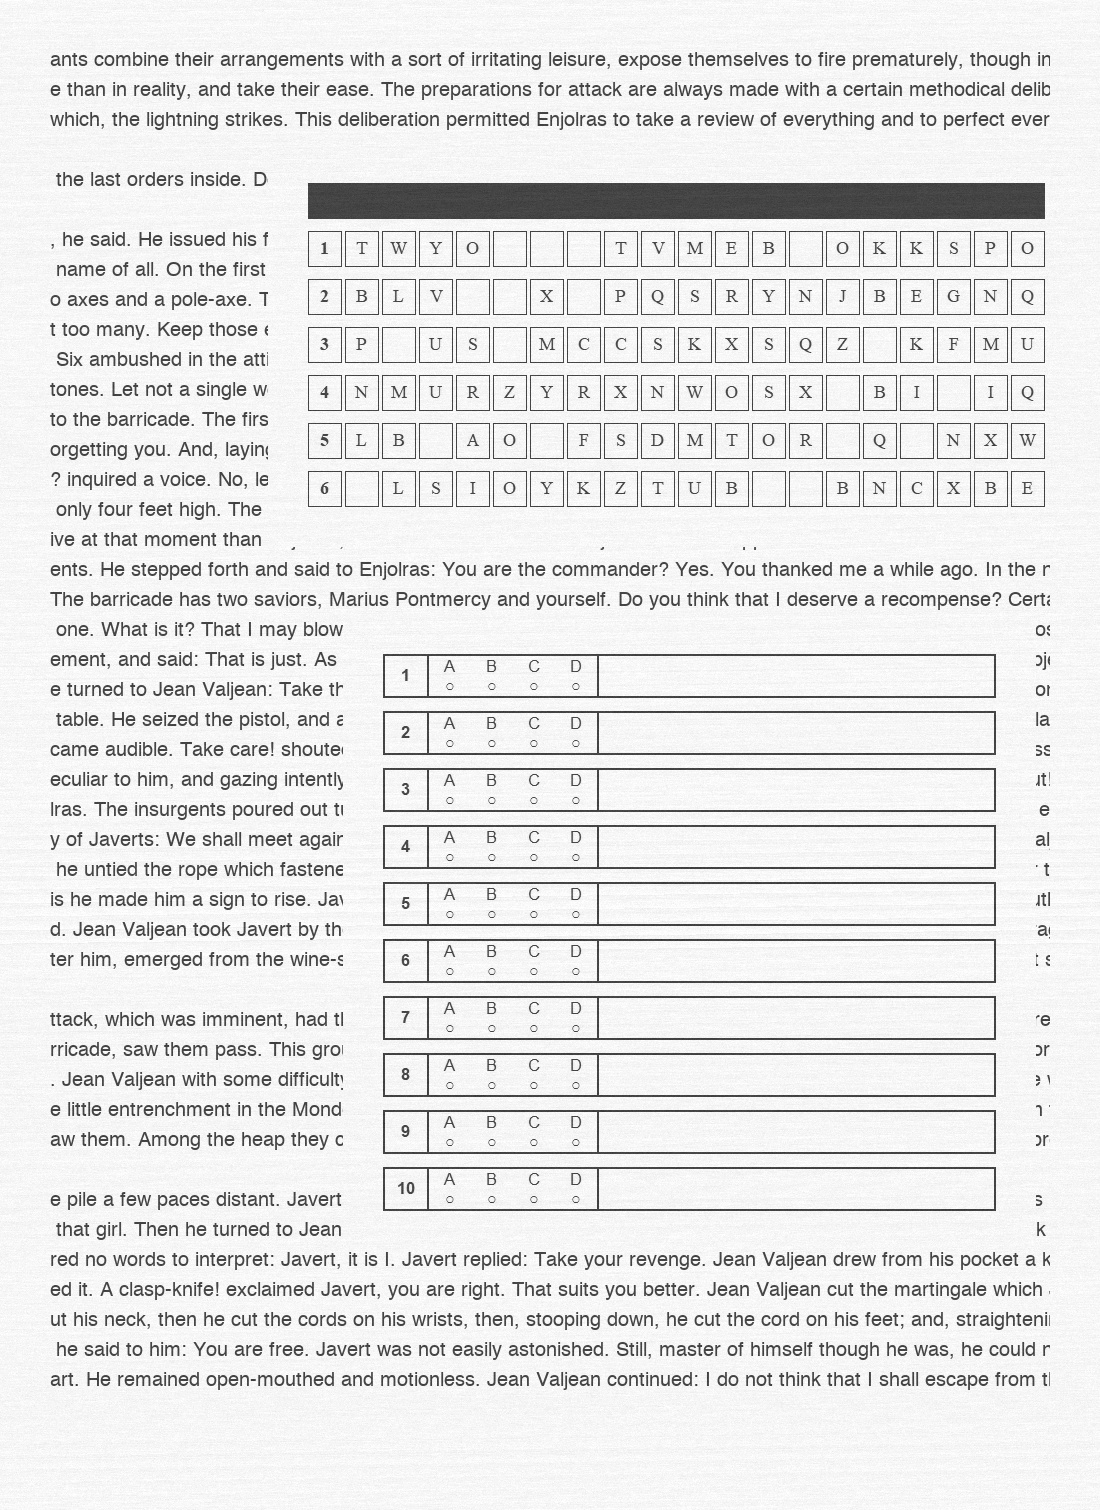 ants combine their arrangements with a sort of irritating leisure, expose themselves to fire prematurely, though in
e than in reality, and take their ease. The preparations for attack are always made with a certain methodical delib
which, the lightning strikes. This deliberation permitted Enjolras to take a review of everything and to perfect ever
the last orders inside. D
, he said. He issued his f
name of all. On the first
o axes and a pole-axe. T
t too many. Keep those e
Six ambushed in the atti
tones. Let not a single w
to the barricade. The firs
orgetting you. And, laying
? inquired a voice. No, le
only four feet high. The
ive at that moment than
1 T W Y O T V M E B O K K S P O
2 B L V X P Q S R Y N J B E G N Q
3 P U S M C C S K X S Q Z K F M U
4 N M U R Z Y R X N W O S X B I I Q
5 L B A O F S D M T O R Q N X W
6 L S I O Y K Z T U B B N C X B E
ents. He stepped forth and said to Enjolras: You are the commander? Yes. You thanked me a while ago. In the
The barricade has two saviors, Marius Pontmercy and yourself. Do you think that I deserve a recompense? Certa
one. What is it? That I may blow
ement, and said: That is just. As
e turned to Jean Valjean: Take th
table. He seized the pistol, and a
came audible. Take care! shouted
eculiar to him, and gazing intently
lras. The insurgents poured out tu
y of Javerts: We shall meet again
he untied the rope which fastene
is he made him a sign to rise. Jav
d. Jean Valjean took Javert by the
ter him, emerged from the wine-s
ttack, which was imminent, had th
rricade, saw them pass. This grou
. Jean Valjean with some difficulty
e little entrenchment in the Mond
aw them. Among the heap they c
e pile a few paces distant. Javert
that girl. Then he turned to Jean
1 A B C D
2 A B C D
3 A B C D
4 A B C D
5 A B C D
6 A B C D
7 A B C D
8 A B C D
9 A B C D
10 A B C D
red no words to interpret: Javert, it is I. Javert replied: Take your revenge. Jean Valjean drew from his pocket a k
ed it. A clasp-knife! exclaimed Javert, you are right. That suits you better. Jean Valjean cut the martingale which
ut his neck, then he cut the cords on his wrists, then, stooping down, he cut the cord on his feet; and, straightenin
he said to him: You are free. Javert was not easily astonished. Still, master of himself though he was, he could
art. He remained open-mouthed and motionless. Jean Valjean continued: I do not think that I shall escape from th